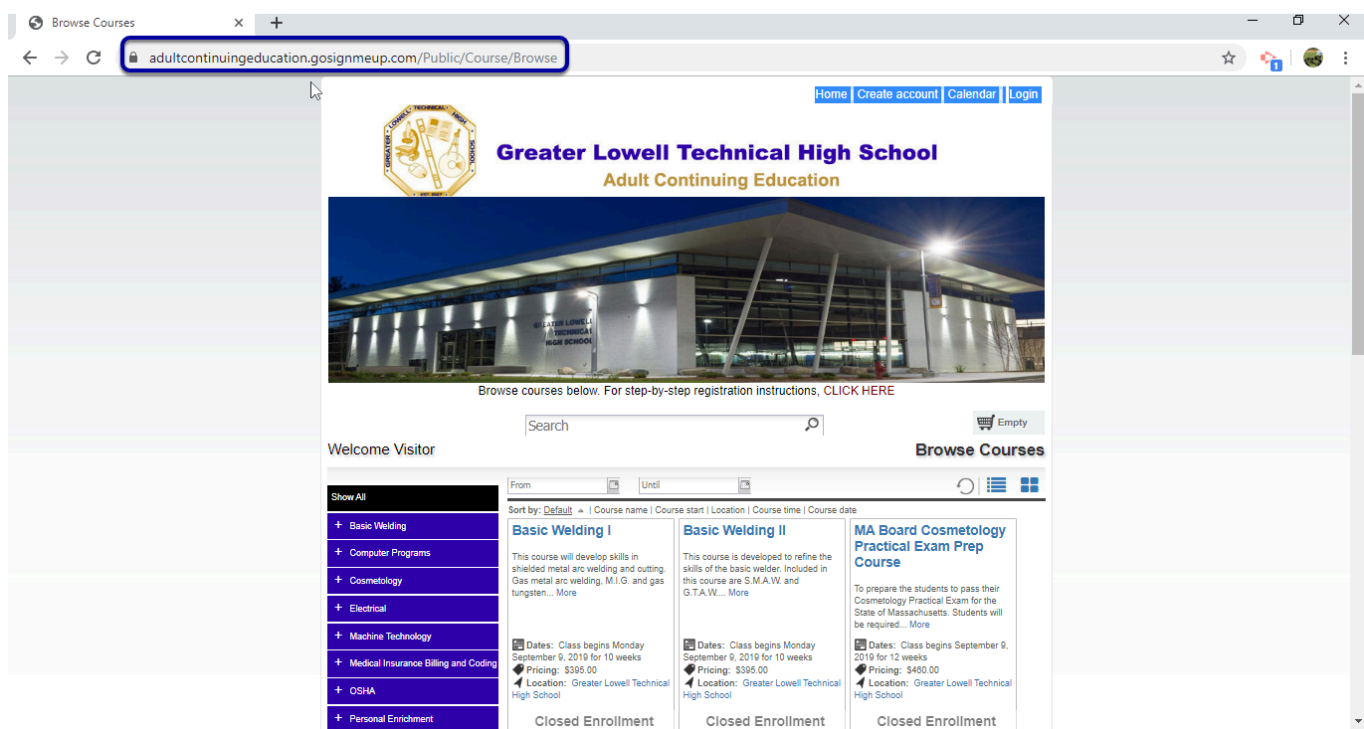 Browse Courses
adultcontinuingeducation.gosignmeup.com/Public/Course/Browse
1
Home Create account Calendar Login
GREATER LOWELL TECHNICAL HIGH SCHOOL
Greater Lowell Technical High School
Adult Continuing Education
GREATER LOWELL
TECHNICAL
HIGH SCHOOL
Browse courses below. For step-by-step registration instructions, CLICK HERE
Search
Empty
Welcome Visitor
Browse Courses
Show All
From
Until
Sort by: Default | Course name | Course start | Location | Course time | Course date
+ Basic Welding
+ Computer Programs
+ Cosmetology
+ Electrical
+ Machine Technology
+ Medical Insurance Billing and Coding
+ OSHA
+ Personal Enrichment
Basic Welding I
This course will develop skills in
shielded metal arc welding and cutting.
Gas metal arc welding, M.I.G. and gas
tungsten... More
Dates: Class begins Monday
September 9, 2019 for 10 weeks
Pricing: $395.00
Location: Greater Lowell Technical
High School
Closed Enrollment
Basic Welding II
This course is developed to refine the
skills of the basic welder. Included in
this course are S.M.A.W. and
G.T.A.W.... More
Dates: Class begins Monday
September 9, 2019 for 10 weeks
Pricing: $395.00
Location: Greater Lowell Technical
High School
Closed Enrollment
MA Board Cosmetology
Practical Exam Prep
Course
To prepare the students to pass their
Cosmetology Practical Exam for the
State of Massachusetts. Students will
be required... More
Dates: Class begins September 9,
2019 for 12 weeks
Pricing: $460.00
Location: Greater Lowell Technical
High School
Closed Enrollment